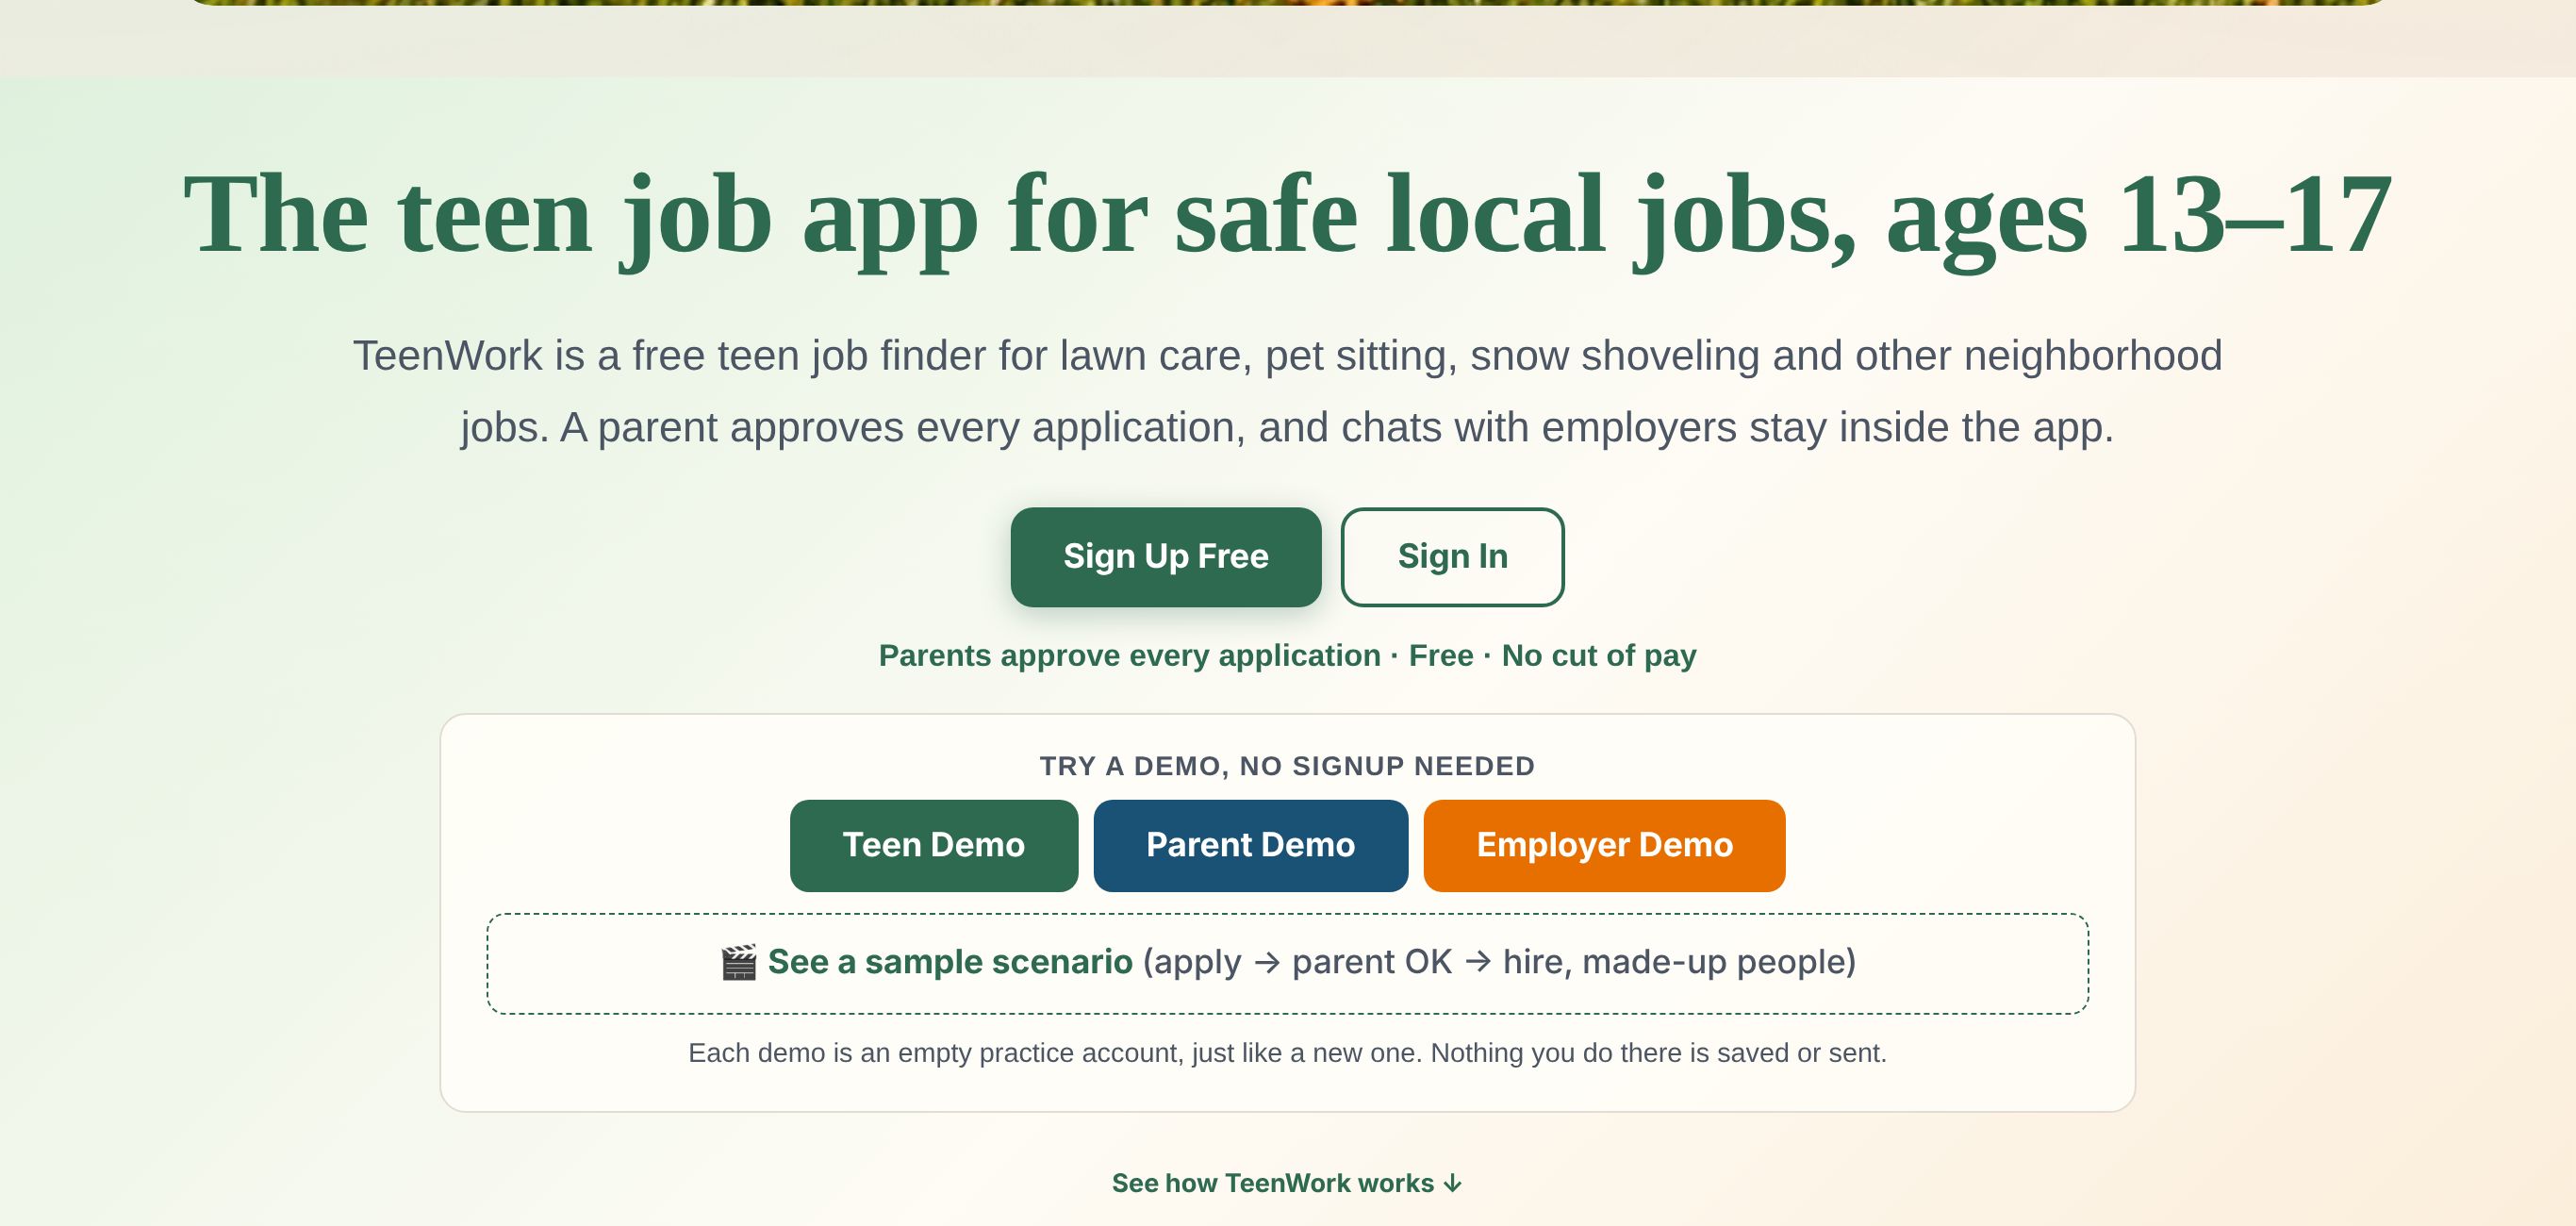 The teen job app for safe local jobs, ages 13–17
TeenWork is a free teen job finder for lawn care, pet sitting, snow shoveling and other neighborhood
jobs. A parent approves every application, and chats with employers stay inside the app.
Sign Up Free
Sign In
Parents approve every application · Free · No cut of pay
TRY A DEMO, NO SIGNUP NEEDED
Teen Demo
Parent Demo
Employer Demo
🎬 See a sample scenario (apply → parent OK → hire, made-up people)
Each demo is an empty practice account, just like a new one. Nothing you do there is saved or sent.
See how TeenWork works ↓